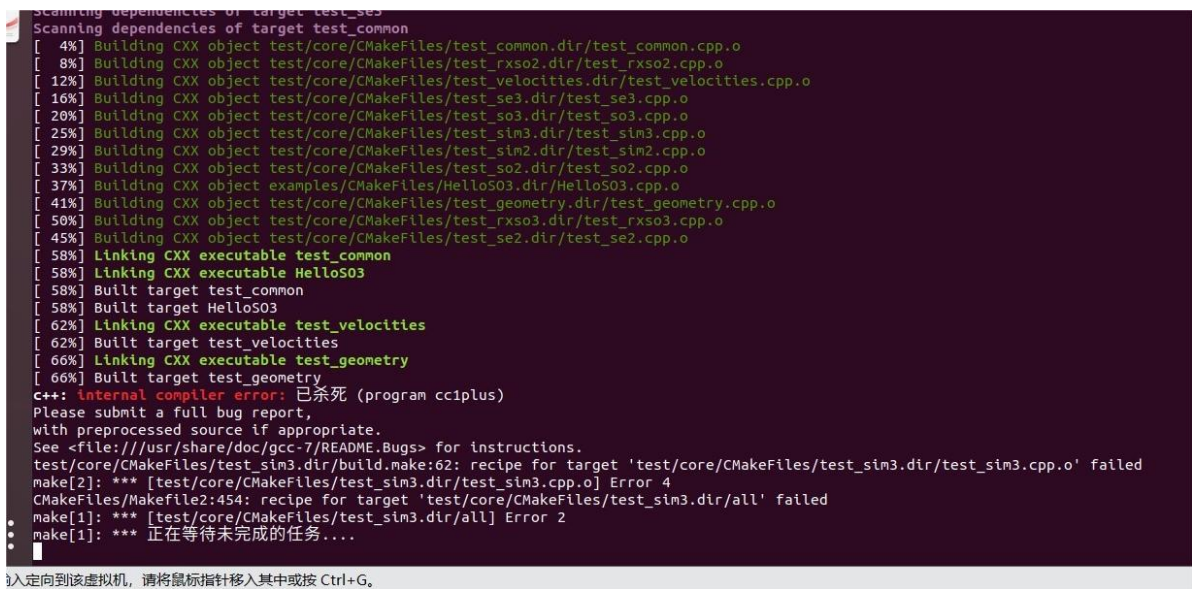 Scanning dependencies of target test_se3
Scanning dependencies of target test_common
[  4%] Building CXX object test/core/CMakeFiles/test_common.dir/test_common.cpp.o
[  8%] Building CXX object test/core/CMakeFiles/test_rxso2.dir/test_rxso2.cpp.o
[ 12%] Building CXX object test/core/CMakeFiles/test_velocities.dir/test_velocities.cpp.o
[ 16%] Building CXX object test/core/CMakeFiles/test_se3.dir/test_se3.cpp.o
[ 20%] Building CXX object test/core/CMakeFiles/test_so3.dir/test_so3.cpp.o
[ 25%] Building CXX object test/core/CMakeFiles/test_sim3.dir/test_sim3.cpp.o
[ 29%] Building CXX object test/core/CMakeFiles/test_sim2.dir/test_sim2.cpp.o
[ 33%] Building CXX object test/core/CMakeFiles/test_so2.dir/test_so2.cpp.o
[ 37%] Building CXX object examples/CMakeFiles/HelloSO3.dir/HelloSO3.cpp.o
[ 41%] Building CXX object test/core/CMakeFiles/test_geometry.dir/test_geometry.cpp.o
[ 50%] Building CXX object test/core/CMakeFiles/test_rxso3.dir/test_rxso3.cpp.o
[ 45%] Building CXX object test/core/CMakeFiles/test_se2.dir/test_se2.cpp.o
[ 58%] Linking CXX executable test_common
[ 58%] Linking CXX executable HelloSO3
[ 58%] Built target test_common
[ 58%] Built target HelloSO3
[ 62%] Linking CXX executable test_velocities
[ 62%] Built target test_velocities
[ 66%] Linking CXX executable test_geometry
[ 66%] Built target test_geometry
c++: internal compiler error: 已杀死 (program cc1plus)
Please submit a full bug report,
with preprocessed source if appropriate.
See <file:///usr/share/doc/gcc-7/README.Bugs> for instructions.
test/core/CMakeFiles/test_sim3.dir/build.make:62: recipe for target 'test/core/CMakeFiles/test_sim3.dir/test_sim3.cpp.o' failed
make[2]: *** [test/core/CMakeFiles/test_sim3.dir/test_sim3.cpp.o] Error 4
CMakeFiles/Makefile2:454: recipe for target 'test/core/CMakeFiles/test_sim3.dir/all' failed
make[1]: *** [test/core/CMakeFiles/test_sim3.dir/all] Error 2
make[1]: *** 正在等待未完成的任务....
入定向到该虚拟机，请将鼠标指针移入其中或按 Ctrl+G。